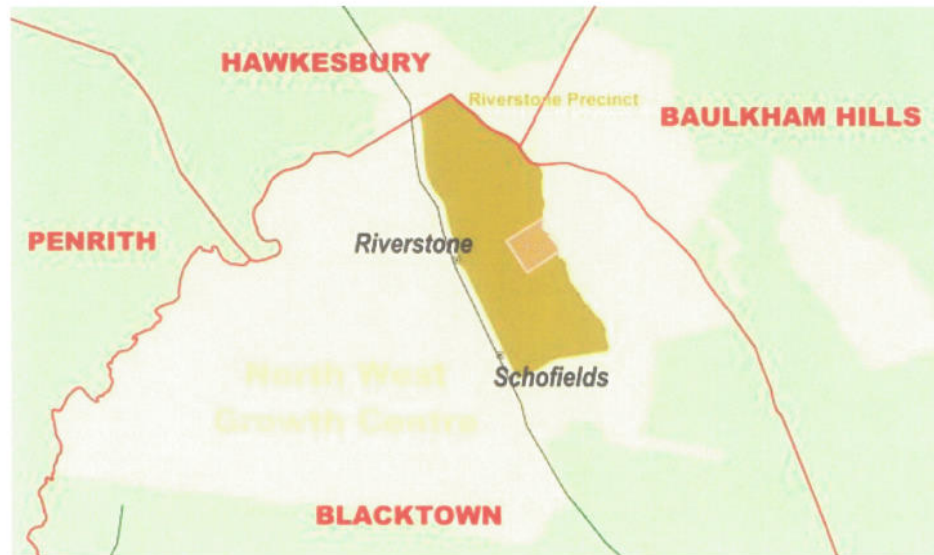 HAWKESBURY
Riverstone Precinct
BAULKHAM HILLS
PENRITH
Riverstone
North West
Growth Centre
Schofields
BLACKTOWN